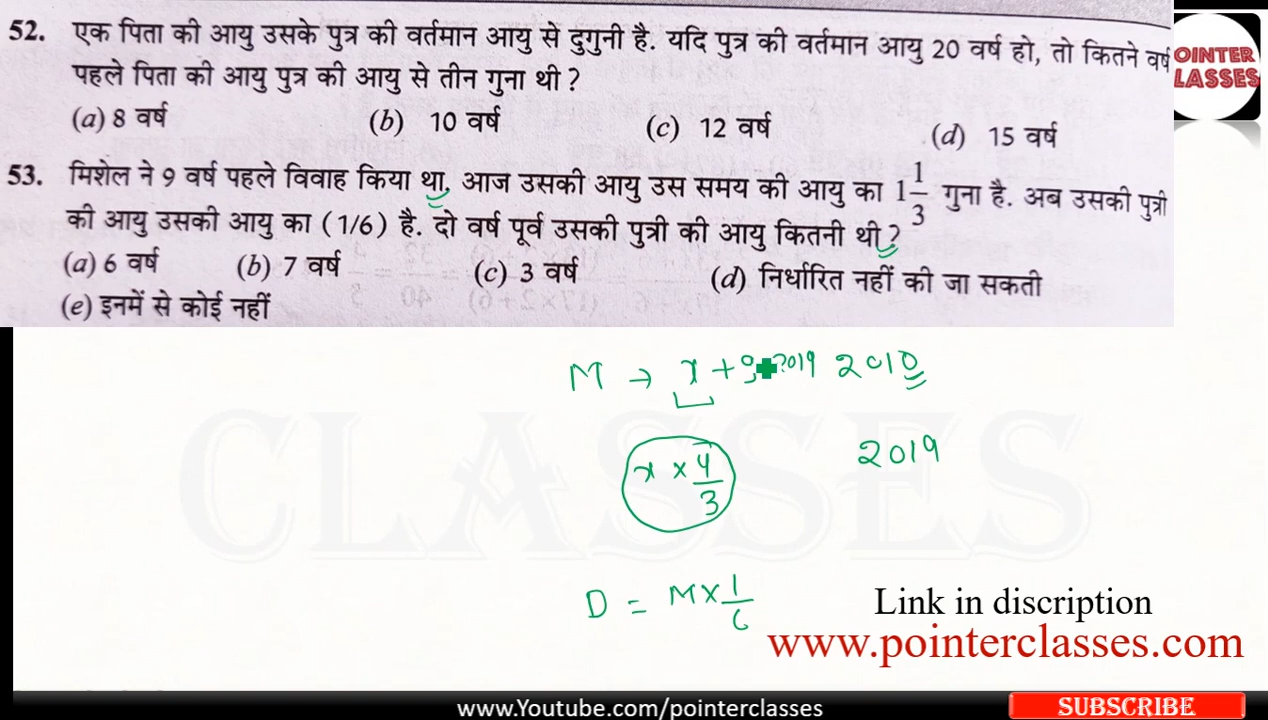 52. एक पिता की आयु उसके पुत्र की वर्तमान आयु से दुगुनी है. यदि पुत्र की वर्तमान आयु 20 वर्ष हो, तो कितने वर्ष
पहले पिता की आयु पुत्र की आयु से तीन गुना थी ?
(a) 8 वर्ष (b) 10 वर्ष (c) 12 वर्ष (d) 15 वर्ष
POINTER
CLASSES
53. मिशेल ने 9 वर्ष पहले विवाह किया था. आज उसकी आयु उस समय की आयु का 1 1/3 गुना है. अब उसकी पुत्री
की आयु उसकी आयु का (1/6) है. दो वर्ष पूर्व उसकी पुत्री की आयु कितनी थी ?
(a) 6 वर्ष (b) 7 वर्ष (c) 3 वर्ष (d) निर्धारित नहीं की जा सकती
(e) इनमें से कोई नहीं
M → x + 9 2019 2010
x × 4/3 2019
CLASSES
D = M × 1/6
Link in discription
www.pointerclasses.com
www.Youtube.com/pointerclasses
SUBSCRIBE